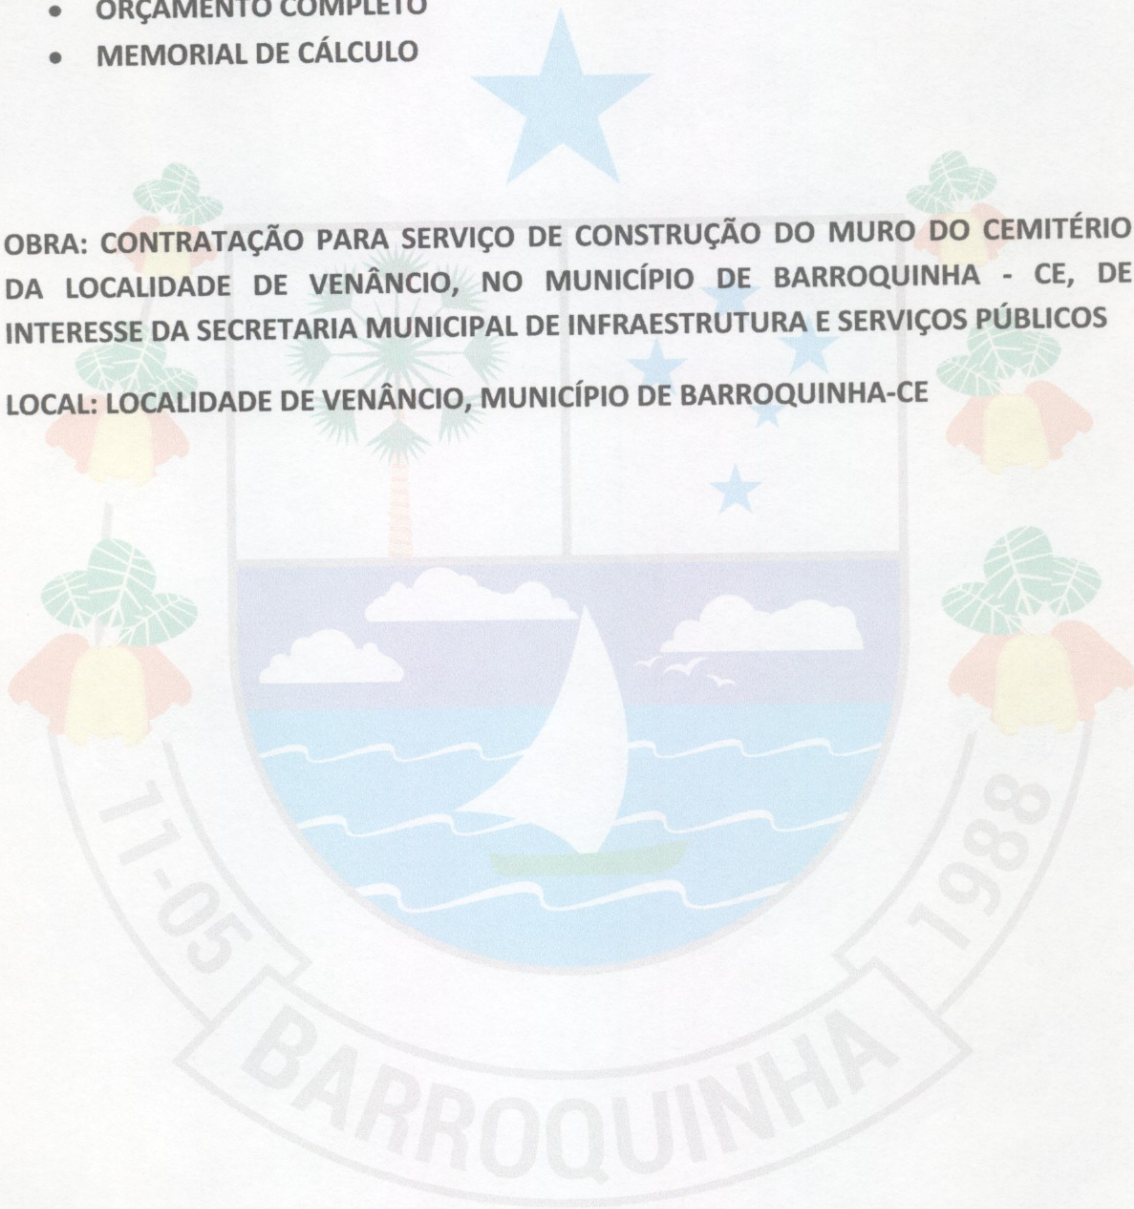 • ORÇAMENTO COMPLETO
• MEMORIAL DE CÁLCULO
OBRA: CONTRATAÇÃO PARA SERVIÇO DE CONSTRUÇÃO DO MURO DO CEMITÉRIO
DA LOCALIDADE DE VENÂNCIO, NO MUNICÍPIO DE BARROQUINHA - CE, DE
INTERESSE DA SECRETARIA MUNICIPAL DE INFRAESTRUTURA E SERVIÇOS PÚBLICOS
LOCAL: LOCALIDADE DE VENÂNCIO, MUNICÍPIO DE BARROQUINHA-CE
11-05
BARROQUINHA
1988